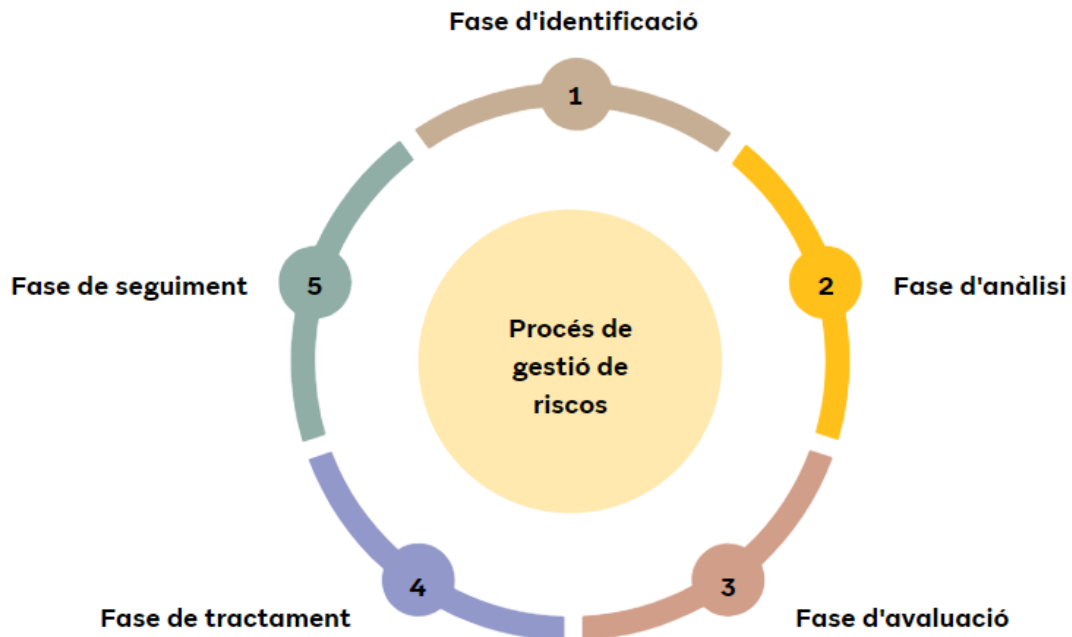 Fase d'identificació
1
2
Fase d'anàlisi
3
Fase d'avaluació
4
Fase de tractament
5
Fase de seguiment
Procés de
gestió de
riscos